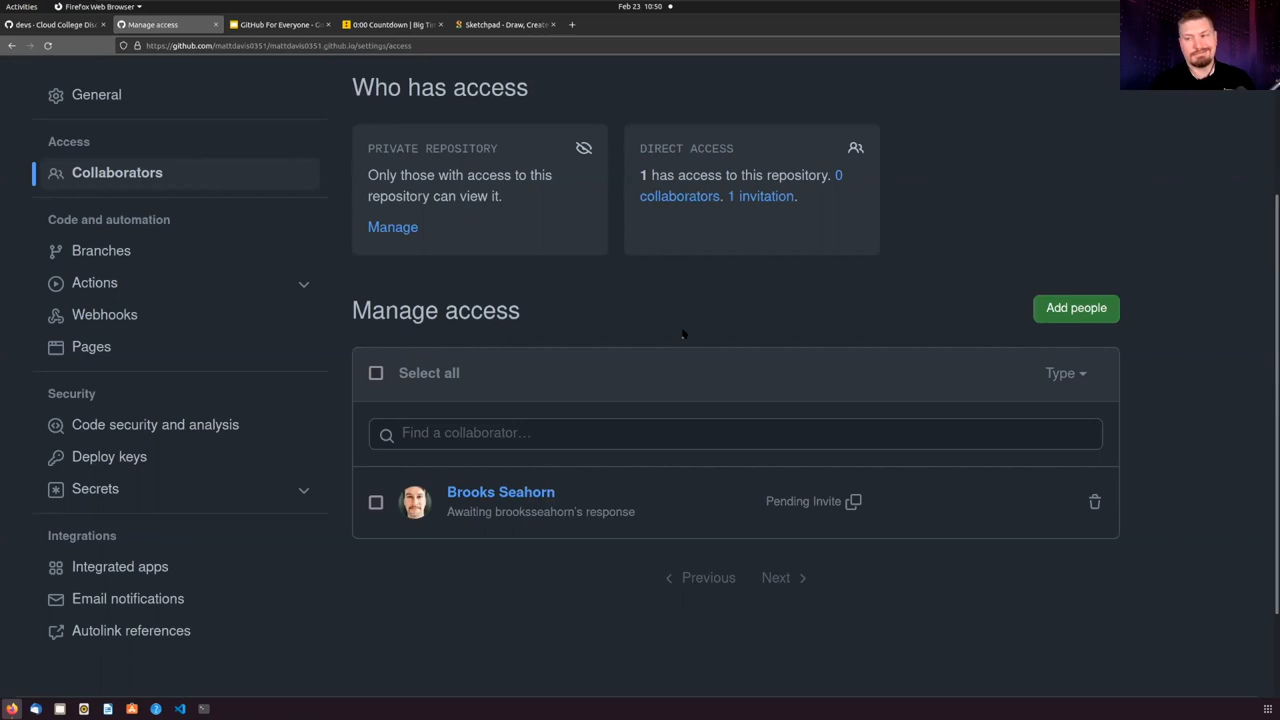 Activities
Firefox Web Browser
Feb 23 10:50
devs - Cloud College Dis
Manage access
GitHub For Everyone - Go
0:00 Countdown | Big Ti
Sketchpad - Draw, Create
https://github.com/mattdavis0351/mattdavis0351.github.io/settings/access
General
Access
Collaborators
Code and automation
Branches
Actions
Webhooks
Pages
Security
Code security and analysis
Deploy keys
Secrets
Integrations
Integrated apps
Email notifications
Autolink references
Who has access
PRIVATE REPOSITORY
Only those with access to this
repository can view it.
Manage
DIRECT ACCESS
1 has access to this repository. 0
collaborators. 1 invitation.
Manage access
Add people
Select all
Type
Find a collaborator…
Brooks Seahorn
Awaiting brooksseahorn's response
Pending Invite
Previous
Next